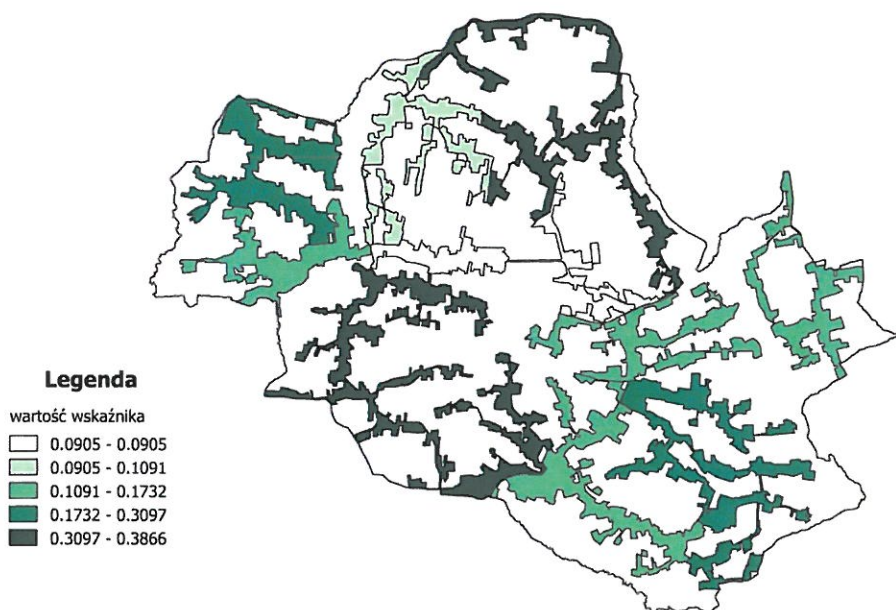 Legenda
wartość wskaźnika
0.0905 - 0.0905
0.0905 - 0.1091
0.1091 - 0.1732
0.1732 - 0.3097
0.3097 - 0.3866